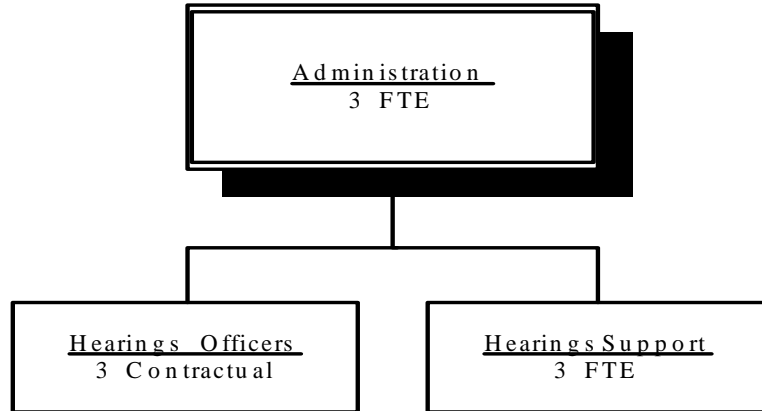 Administration
3 FTE
Hearings Officers
3 Contractual
Hearings Support
3 FTE